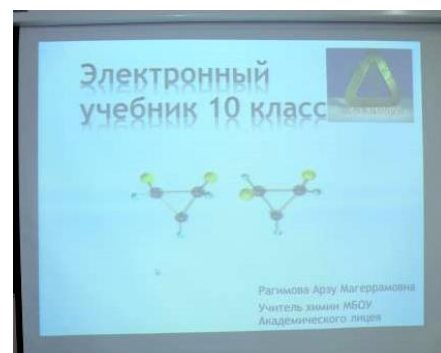 Электронный
учебник 10 класс
Рагимова Арзу Магеррамовна
Учитель химии МБОУ
Академического лицея